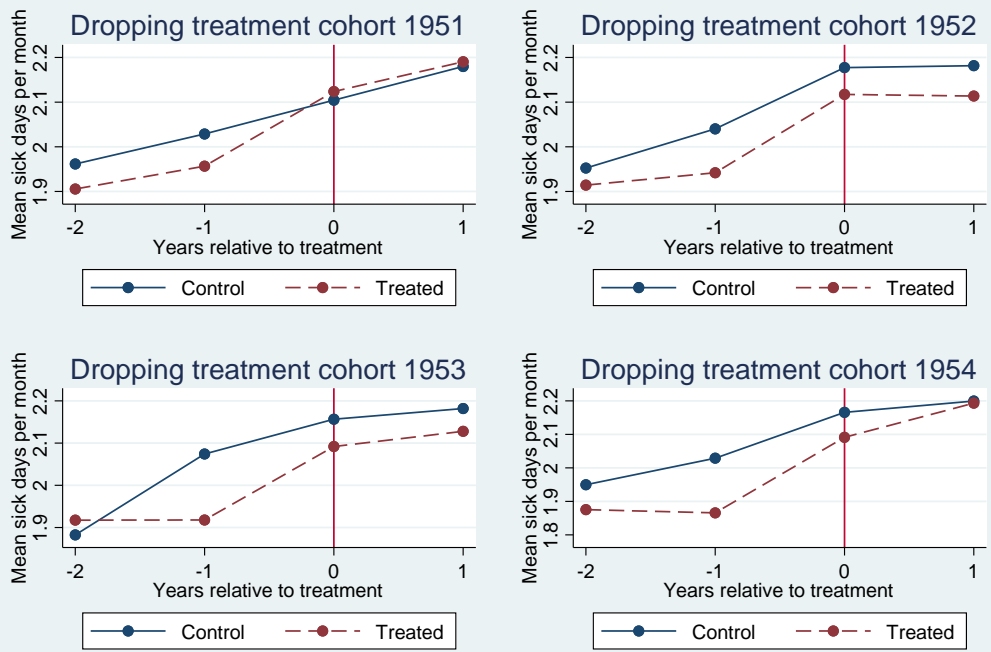 Dropping treatment cohort 1951
Mean sick days per month
2.2
2.1
2
1.9
-2 -1 0 1
Years relative to treatment
Control Treated
Dropping treatment cohort 1952
Mean sick days per month
2.2
2.1
2
1.9
-2 -1 0 1
Years relative to treatment
Control Treated
Dropping treatment cohort 1953
Mean sick days per month
2.2
2.1
2
1.9
-2 -1 0 1
Years relative to treatment
Control Treated
Dropping treatment cohort 1954
Mean sick days per month
2.2
2.1
2
1.9
1.8
-2 -1 0 1
Years relative to treatment
Control Treated